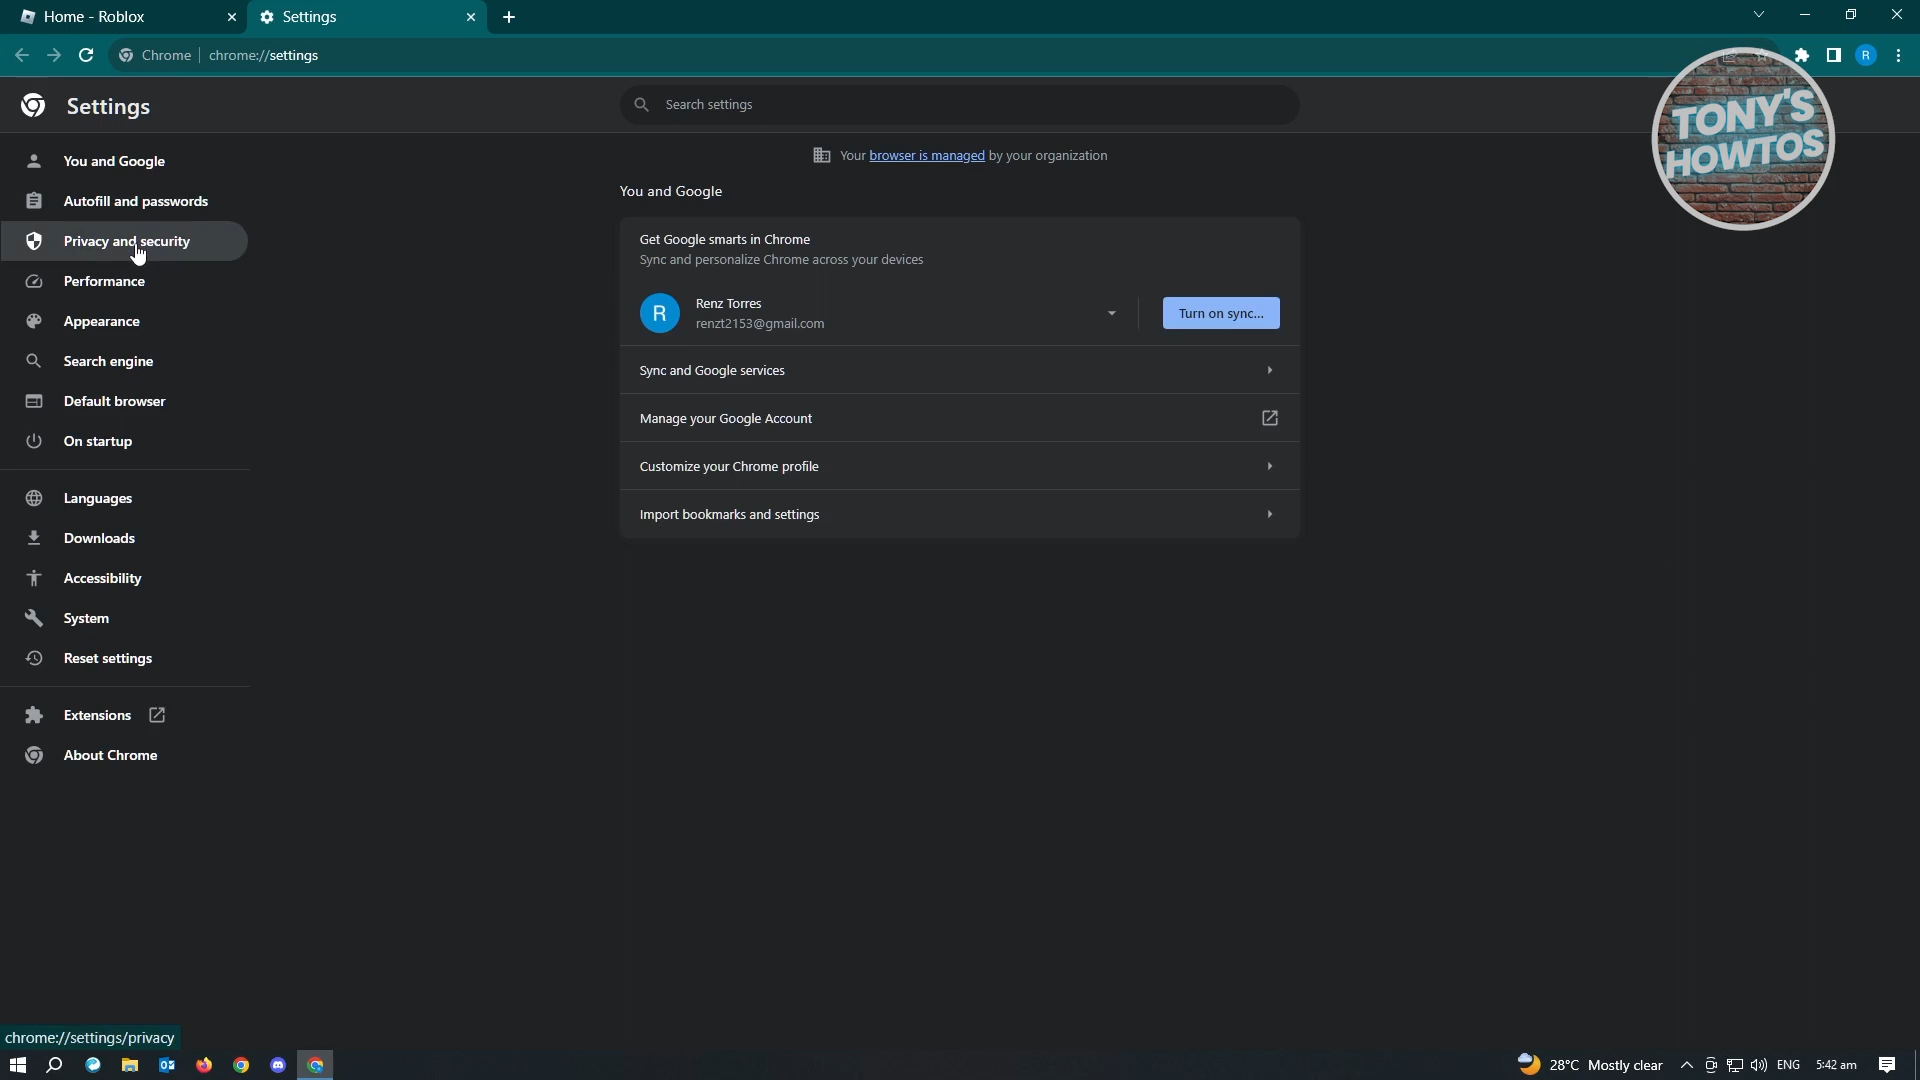 Home - Roblox
Settings
Chrome
chrome://settings
Settings
Search settings
TONY'S
HOWTOS
You and Google
Autofill and passwords
Privacy and security
Performance
Appearance
Search engine
Default browser
On startup
Languages
Downloads
Accessibility
System
Reset settings
Extensions
About Chrome
Your browser is managed by your organization
You and Google
Get Google smarts in Chrome
Sync and personalize Chrome across your devices
R
Renz Torres
renzt2153@gmail.com
Turn on sync...
Sync and Google services
Manage your Google Account
Customize your Chrome profile
Import bookmarks and settings
R
chrome://settings/privacy
28°C Mostly clear
ENG
5:42 am